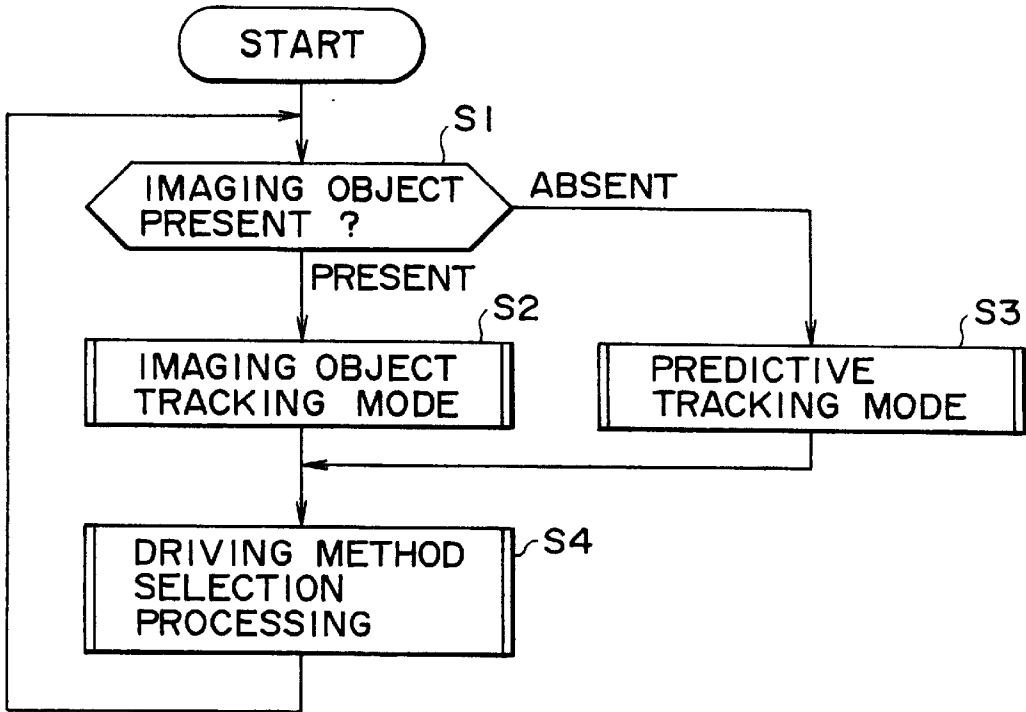 START
S1
IMAGING OBJECT
PRESENT ?
ABSENT
PRESENT
S2
IMAGING OBJECT
TRACKING MODE
S3
PREDICTIVE
TRACKING MODE
S4
DRIVING METHOD
SELECTION
PROCESSING